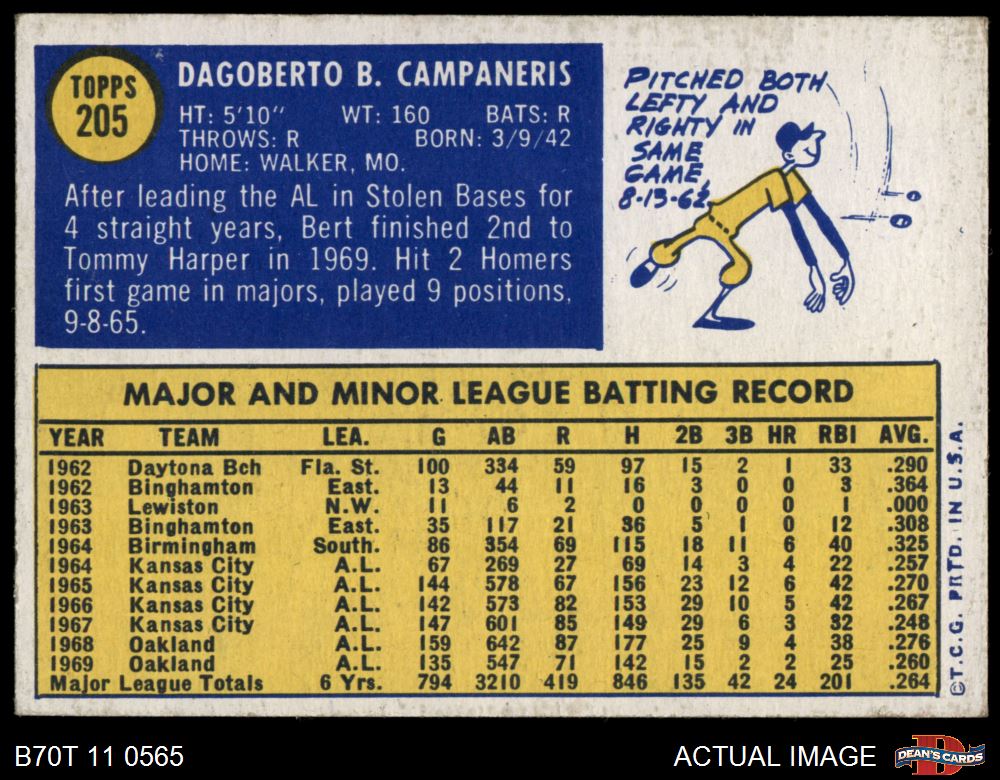 TOPPS
205
DAGOBERTO B. CAMPANERIS
HT: 5'10" WT: 160 BATS: R
THROWS: R BORN: 3/9/42
HOME: WALKER, MO.
After leading the AL in Stolen Bases for
4 straight years, Bert finished 2nd to
Tommy Harper in 1969. Hit 2 Homers
first game in majors, played 9 positions,
9-8-65.
PITCHED BOTH
LEFTY AND
RIGHTY IN
SAME
GAME,
8-13-62
MAJOR AND MINOR LEAGUE BATTING RECORD
YEAR TEAM LEA. G AB R H 2B 3B HR RBI AVG.
1962 Daytona Bch Fla. St. 100 334 59 97 15 2 1 33 .290
1962 Binghamton East. 13 44 11 16 3 0 0 3 .364
1963 Lewiston N.W. 11 6 2 0 0 0 0 1 .000
1963 Binghamton East. 35 117 21 36 5 1 0 12 .308
1964 Birmingham South. 86 354 69 115 18 11 6 40 .325
1964 Kansas City A.L. 67 269 27 69 14 3 4 22 .257
1965 Kansas City A.L. 144 578 67 156 23 12 6 42 .270
1966 Kansas City A.L. 142 573 82 153 29 10 5 42 .267
1967 Kansas City A.L. 147 601 85 149 29 6 3 32 .248
1968 Oakland A.L. 159 642 87 177 25 9 4 38 .276
1969 Oakland A.L. 135 547 71 142 15 2 2 25 .260
Major League Totals 6 Yrs. 794 3210 419 846 135 42 24 201 .264
©T.C.G. PRTD. IN U.S.A.
B70T 11 0565
ACTUAL IMAGE
DEAN'S CARDS